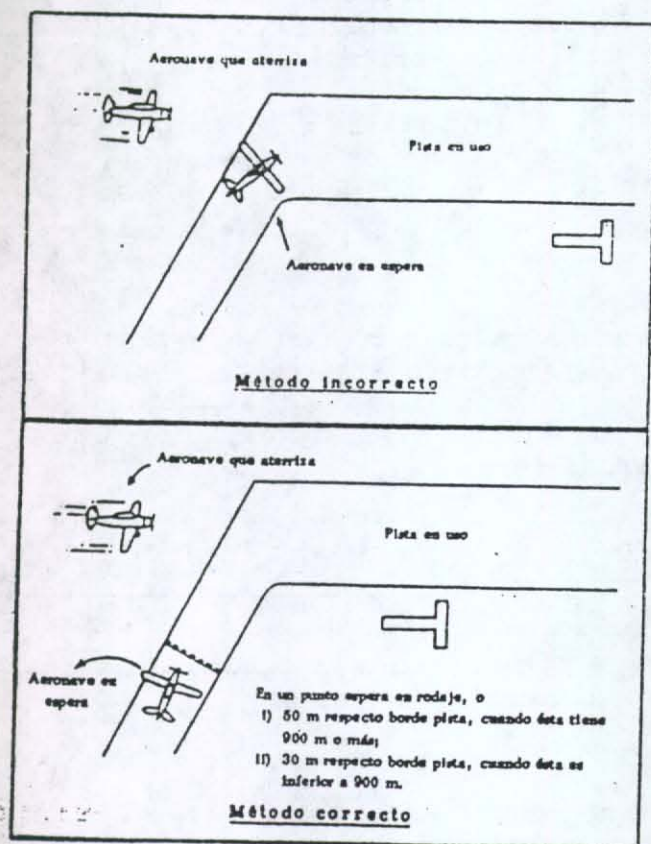 Aeronave que aterriza
Pista en uso
Aeronave en espera
Método incorrecto
Aeronave que aterriza
Pista en uso
Aeronave en
espera
En un punto espera en rodaje, o
i) 50 m respecto borde pista, cuando ésta tiene
900 m o más;
ii) 30 m respecto borde pista, cuando ésta es
inferior a 900 m.
Método correcto